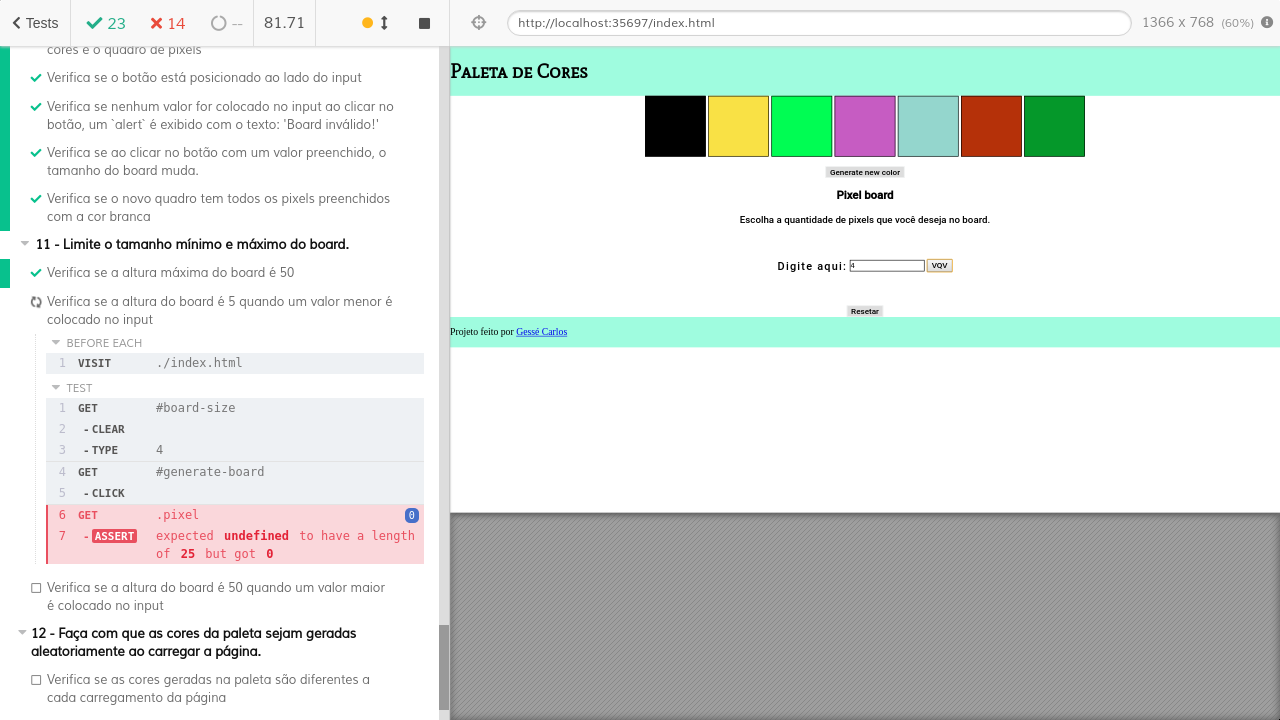 Tests 23 14 -- 81.71 http://localhost:35697/index.html 1366 x 768 (60%)
cores e o quadro de pixels
Verifica se o botão está posicionado ao lado do input
Verifica se nenhum valor for colocado no input ao clicar no
botão, um `alert` é exibido com o texto: 'Board inválido!'
Verifica se ao clicar no botão com um valor preenchido, o
tamanho do board muda.
Verifica se o novo quadro tem todos os pixels preenchidos
com a cor branca
11 - Limite o tamanho mínimo e máximo do board.
Verifica se a altura máxima do board é 50
Verifica se a altura do board é 5 quando um valor menor é
colocado no input
BEFORE EACH
1 VISIT ./index.html
TEST
1 GET #board-size
2 - CLEAR
3 - TYPE 4
4 GET #generate-board
5 - CLICK
6 GET .pixel 0
7 - ASSERT expected undefined to have a length
of 25 but got 0
Verifica se a altura do board é 50 quando um valor maior
é colocado no input
12 - Faça com que as cores da paleta sejam geradas
aleatoriamente ao carregar a página.
Verifica se as cores geradas na paleta são diferentes a
cada carregamento da página
Paleta de Cores
Generate new color
Pixel board
Escolha a quantidade de pixels que você deseja no board.
Digite aqui: 4 VQV
Resetar
Projeto feito por Gessé Carlos